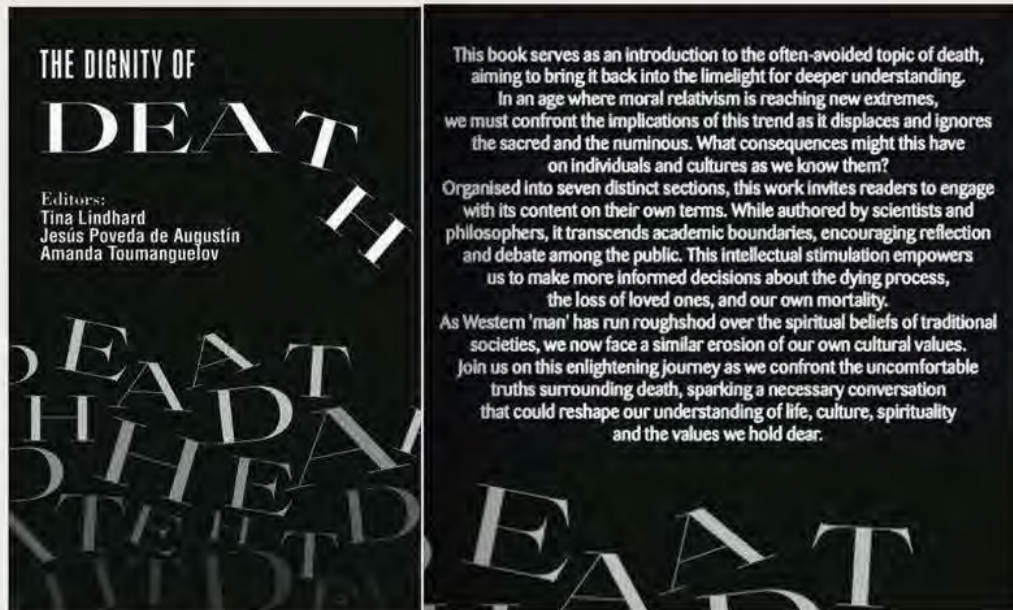 THE DIGNITY OF
DEATH
Editors:
Tina Lindhard
Jesús Poveda de Augustín
Amanda Toumanguelov
This book serves as an introduction to the often-avoided topic of death,
aiming to bring it back into the limelight for deeper understanding.
In an age where moral relativism is reaching new extremes,
we must confront the implications of this trend as it displaces and ignores
the sacred and the numinous. What consequences might this have
on individuals and cultures as we know them?
Organised into seven distinct sections, this work invites readers to engage
with its content on their own terms. While authored by scientists and
philosophers, it transcends academic boundaries, encouraging reflection
and debate among the public. This intellectual stimulation empowers
us to make more informed decisions about the dying process,
the loss of loved ones, and our own mortality.
As Western 'man' has run roughshod over the spiritual beliefs of traditional
societies, we now face a similar erosion of our own cultural values.
Join us on this enlightening journey as we confront the uncomfortable
truths surrounding death, sparking a necessary conversation
that could reshape our understanding of life, culture, spirituality
and the values we hold dear.